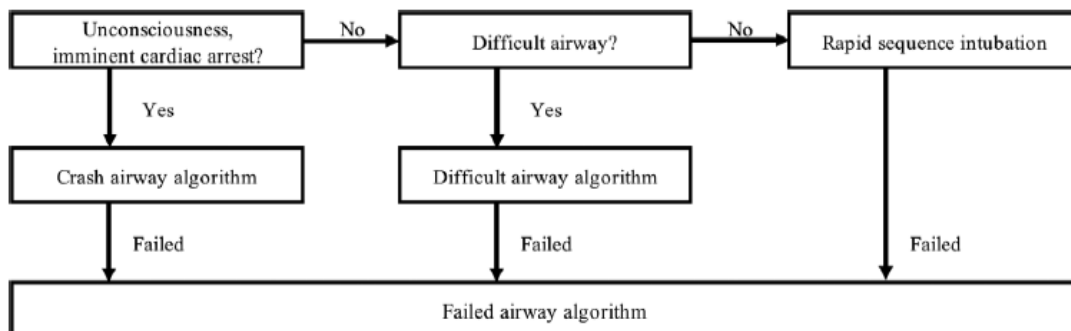 Unconsciousness,
imminent cardiac arrest?
No
Difficult airway?
No
Rapid sequence intubation
Yes
Yes
Crash airway algorithm
Difficult airway algorithm
Failed
Failed
Failed
Failed airway algorithm